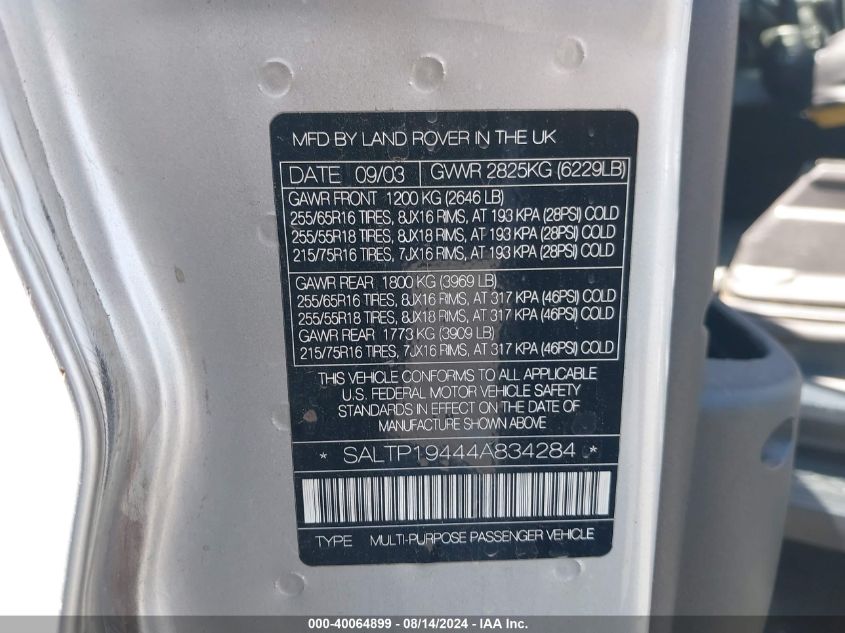 MFD BY LAND ROVER IN THE UK
DATE 09/03 GVWR 2825KG (6229LB)
GAWR FRONT 1200 KG (2646 LB)
255/65R16 TIRES, 8JX16 RIMS, AT 193 KPA (28PSI) COLD
255/55R18 TIRES, 8JX18 RIMS, AT 193 KPA (28PSI) COLD
215/75R16 TIRES, 7JX16 RIMS, AT 193 KPA (28PSI) COLD
GAWR REAR 1800 KG (3969 LB)
255/65R16 TIRES, 8JX16 RIMS, AT 317 KPA (46PSI) COLD
255/55R18 TIRES, 8JX18 RIMS, AT 317 KPA (46PSI) COLD
GAWR REAR 1773 KG (3909 LB)
215/75R16 TIRES, 7JX16 RIMS, AT 317 KPA (46PSI) COLD
THIS VEHICLE CONFORMS TO ALL APPLICABLE
U.S. FEDERAL MOTOR VEHICLE SAFETY
STANDARDS IN EFFECT ON THE DATE OF
MANUFACTURE SHOWN ABOVE
* SALTP19444A834284 *
TYPE MULTI-PURPOSE PASSENGER VEHICLE
000-40064899 - 08/14/2024 - IAA Inc.